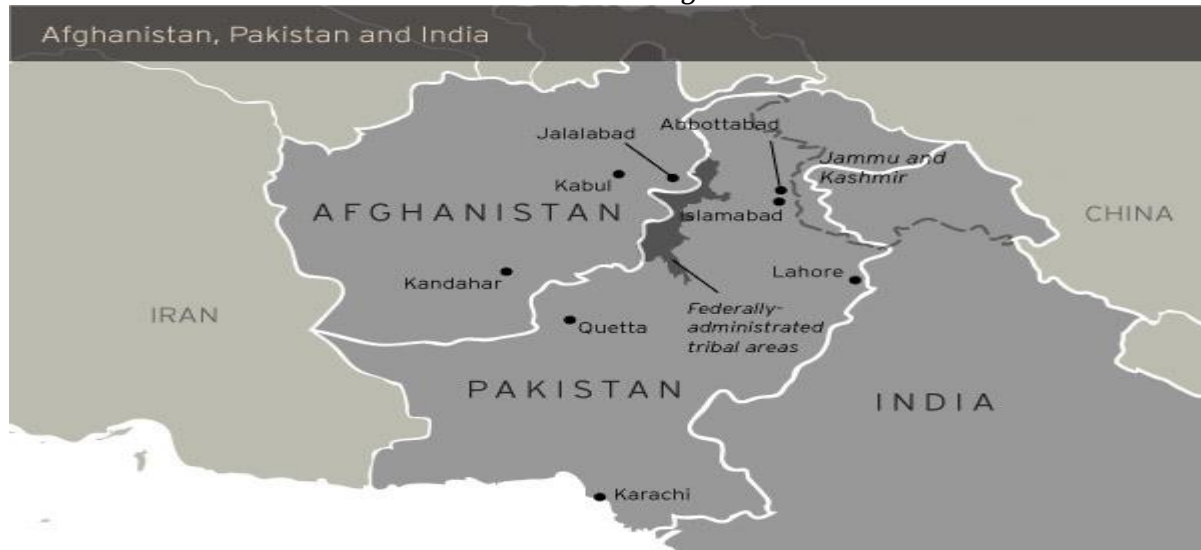 Afghanistan, Pakistan and India
Abbottabad
Jalalabad
Jammu and
Kashmir
Kabul
AFGHANISTAN
Islamabad
CHINA
Kandahar
Lahore
IRAN
Quetta
Federally-
administrated
tribal areas
PAKISTAN
INDIA
Karachi